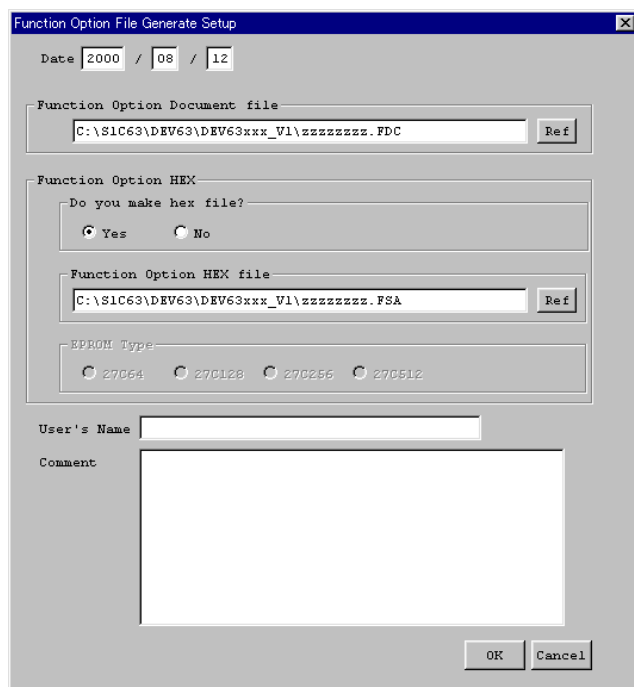 Function Option File Generate Setup
Date 2000 / 08 / 12
Function Option Document file
C:\S1C63\DEV63\DEV63xxx_V1\zzzzzzzz.FDC Ref
Function Option HEX
Do you make hex file?
Yes No
Function Option HEX file
C:\S1C63\DEV63\DEV63xxx_V1\zzzzzzzz.FSA Ref
EPROM Type
27C64 27C128 27C256 27C512
User's Name
Comment
OK Cancel